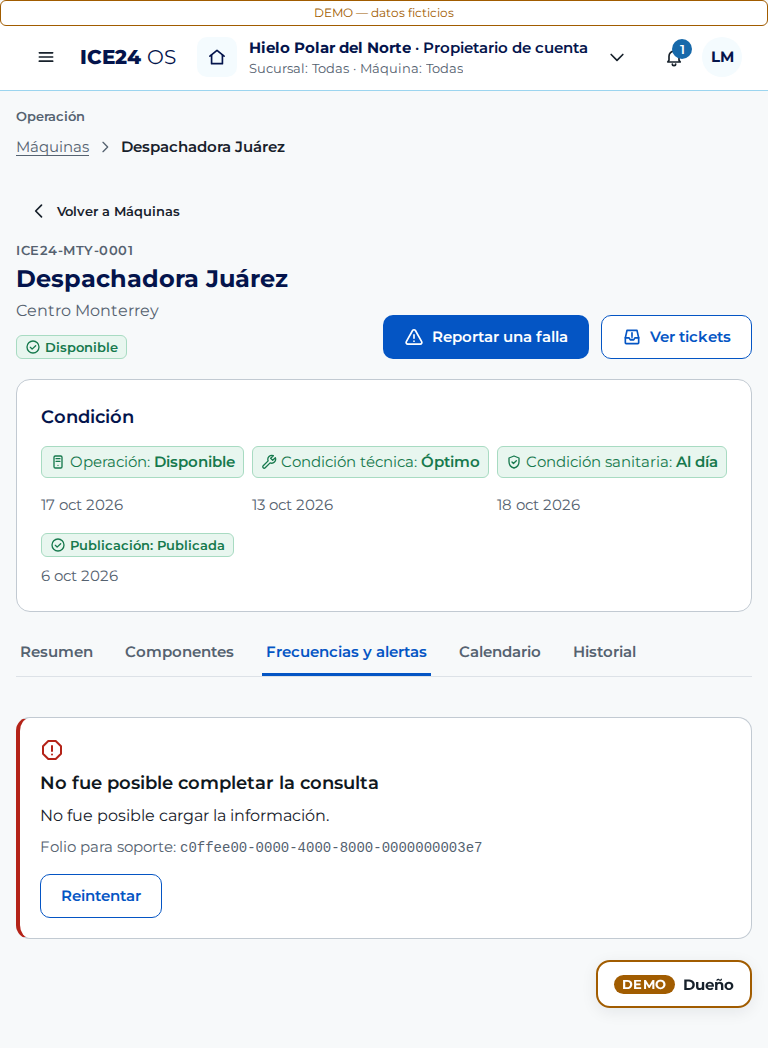 DEMO — datos ficticios
ICE24 OS
Hielo Polar del Norte · Propietario de cuenta
Sucursal: Todas · Máquina: Todas
1
LM
Operación
Máquinas > Despachadora Juárez
Volver a Máquinas
ICE24-MTY-0001
Despachadora Juárez
Centro Monterrey
Disponible
Reportar una falla
Ver tickets
Condición
Operación: Disponible
Condición técnica: Óptimo
Condición sanitaria: Al día
17 oct 2026
13 oct 2026
18 oct 2026
Publicación: Publicada
6 oct 2026
Resumen
Componentes
Frecuencias y alertas
Calendario
Historial
No fue posible completar la consulta
No fue posible cargar la información.
Folio para soporte: c0ffee00-0000-4000-8000-0000000003e7
Reintentar
DEMO Dueño